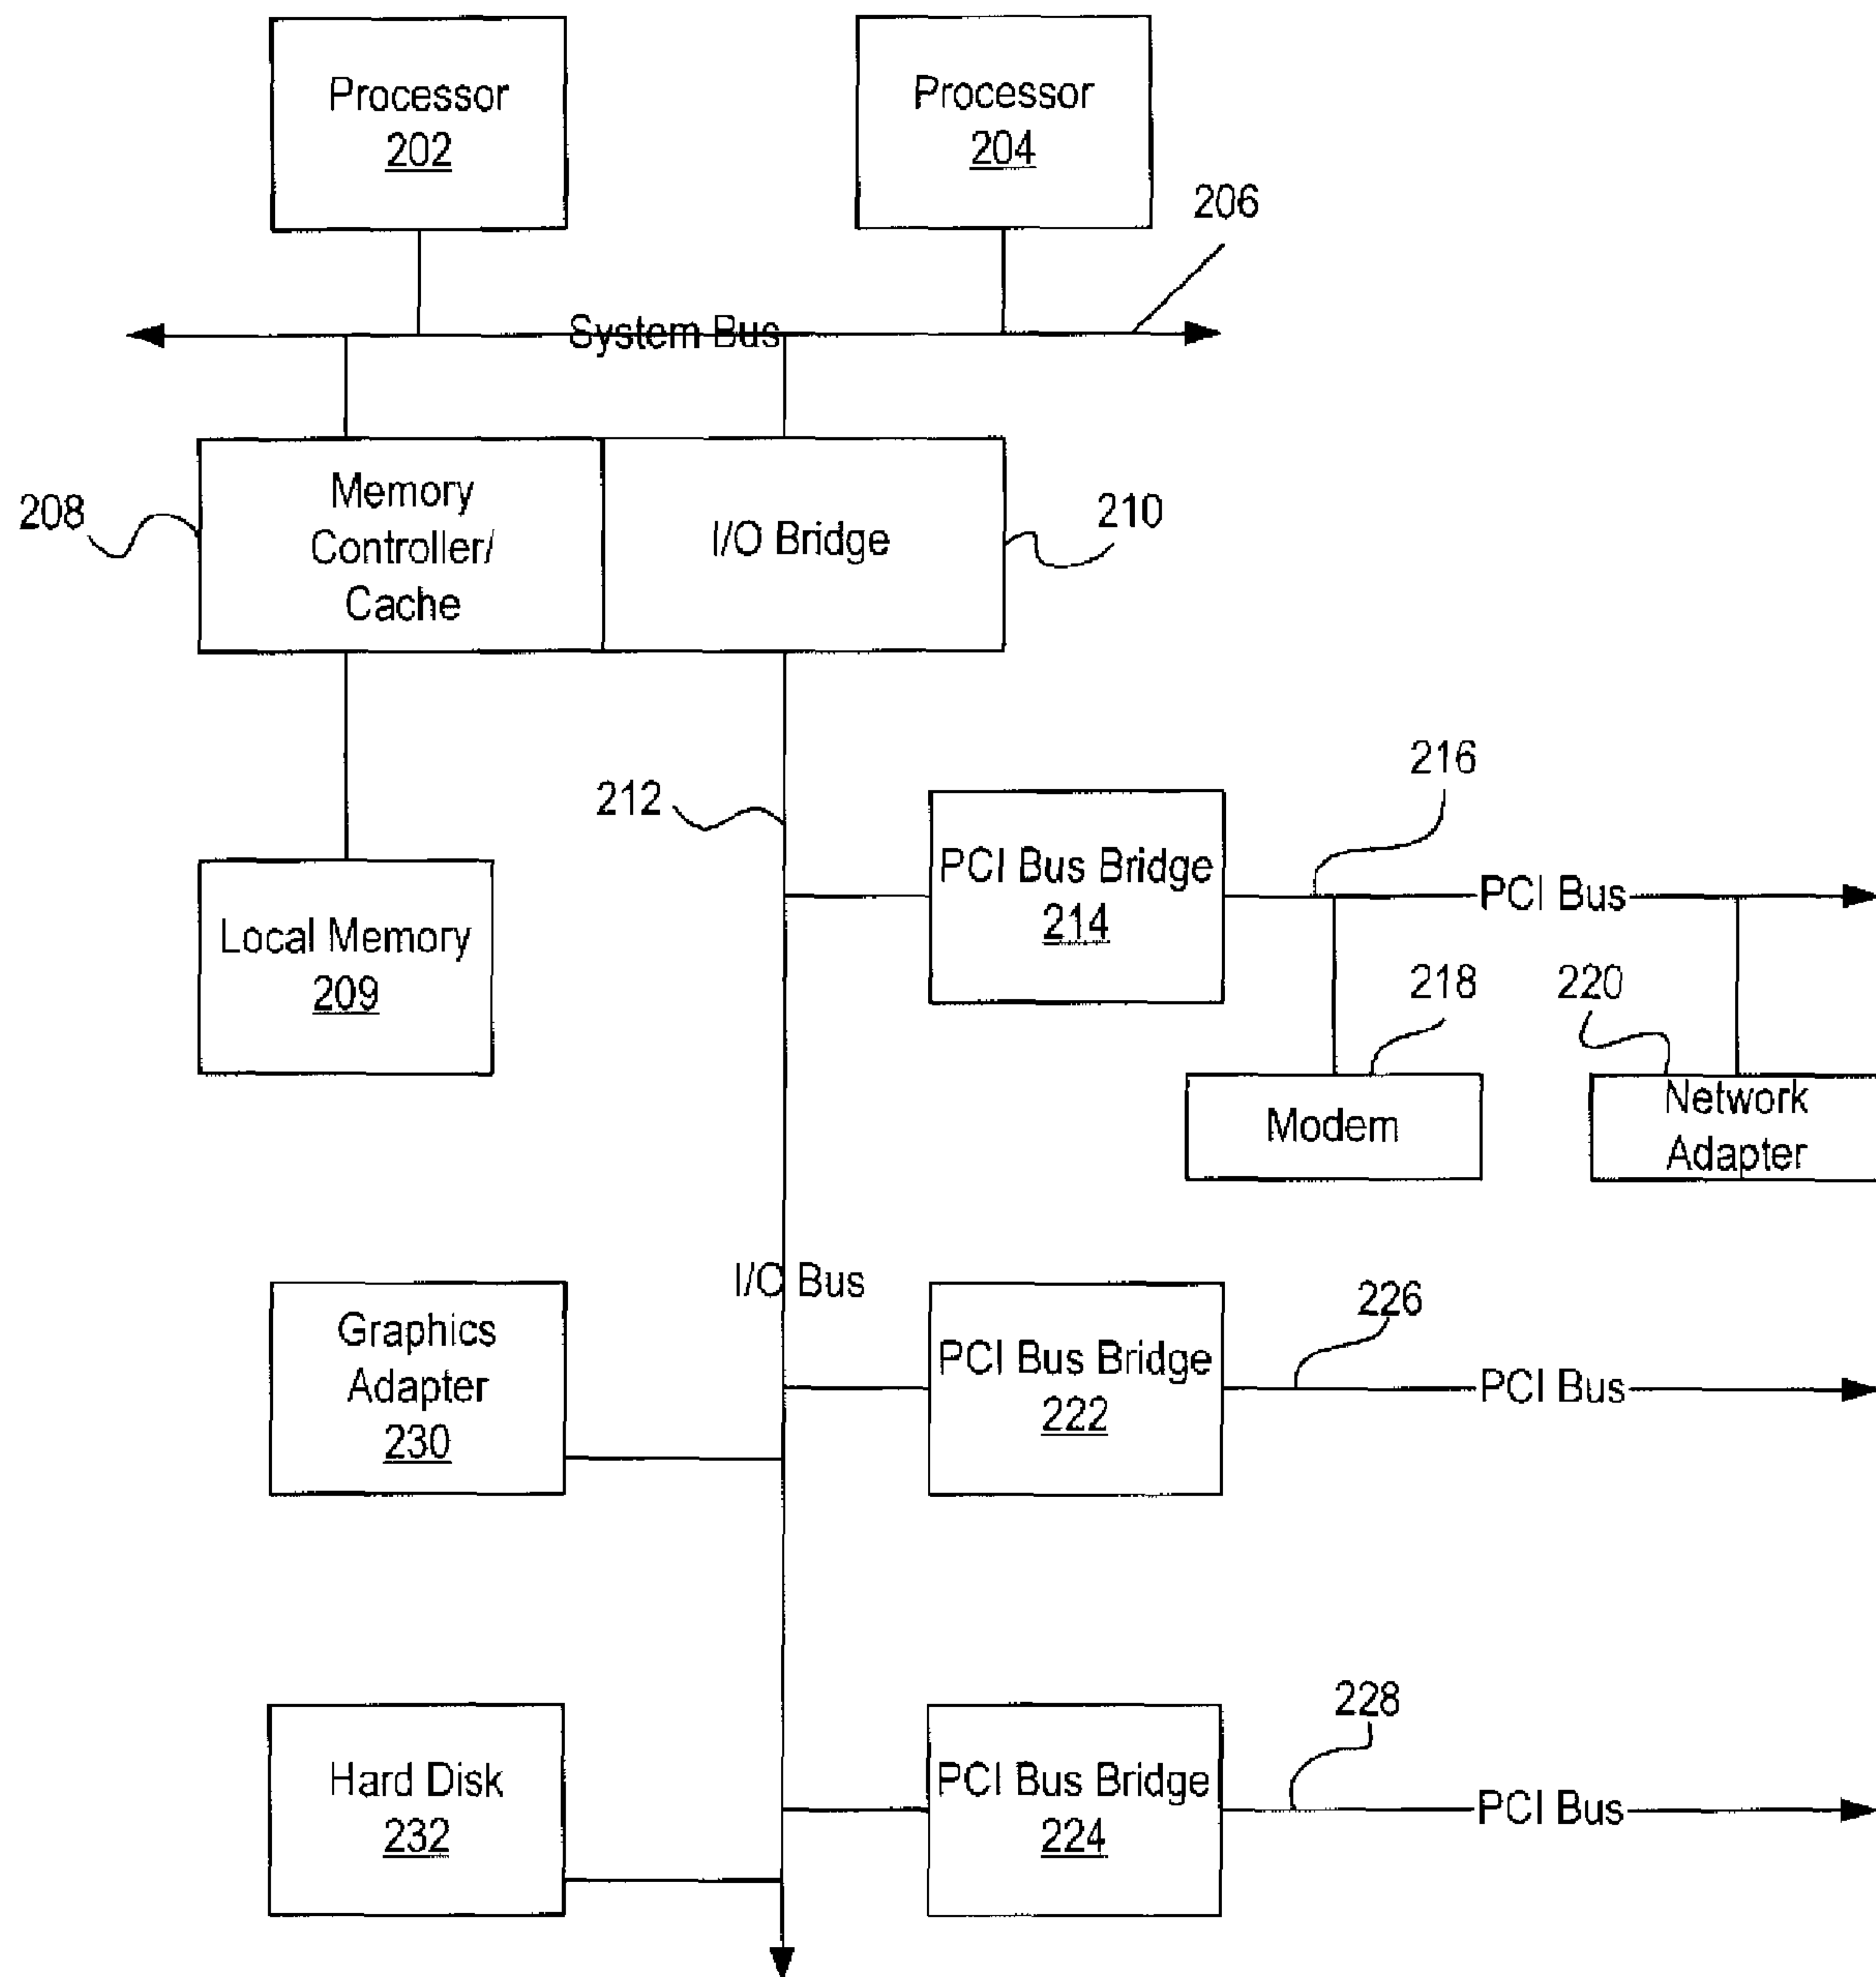 Processor
202
Processor
204
206
System Bus
208
Memory
Controller/
Cache
I/O Bridge
210
212
Local Memory
209
PCI Bus Bridge
214
216
PCI Bus
218
220
Modem
Network
Adapter
I/O Bus
Graphics
Adapter
230
PCI Bus Bridge
222
226
PCI Bus
Hard Disk
232
PCI Bus Bridge
224
228
PCI Bus